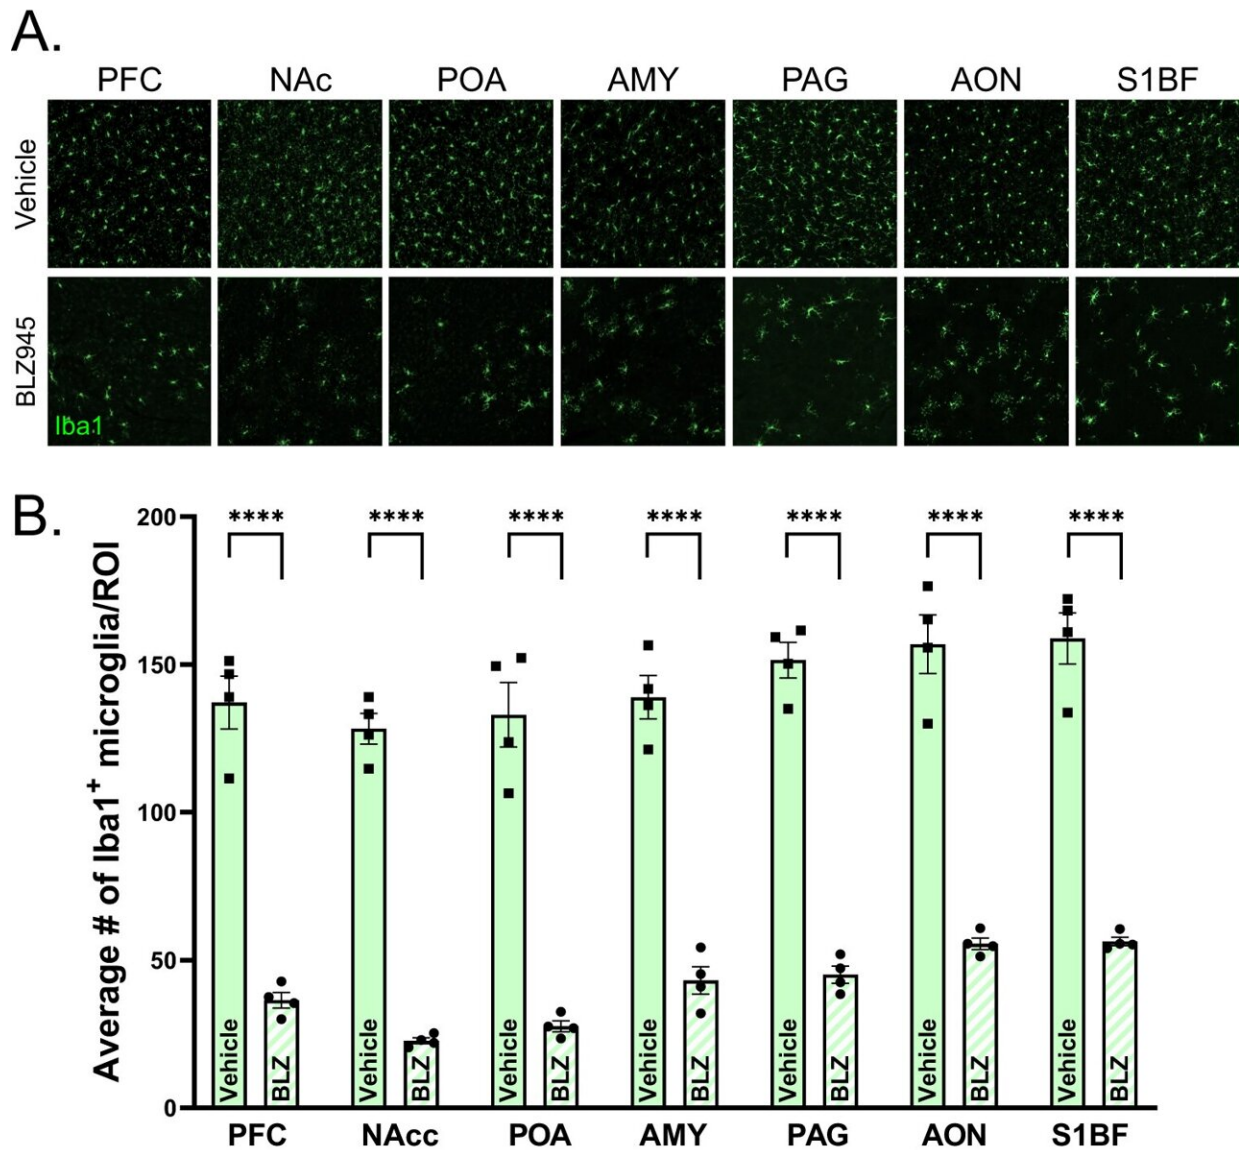 A.
PFC NAc POA AMY PAG AON S1BF
Vehicle
BLZ945
Iba1
B.
**** **** **** **** **** **** ****
Average # of Iba1⁺ microglia/ROI
200
150
100
50
0
Vehicle BLZ Vehicle BLZ Vehicle BLZ Vehicle BLZ Vehicle BLZ Vehicle BLZ Vehicle BLZ
PFC NAcc POA AMY PAG AON S1BF